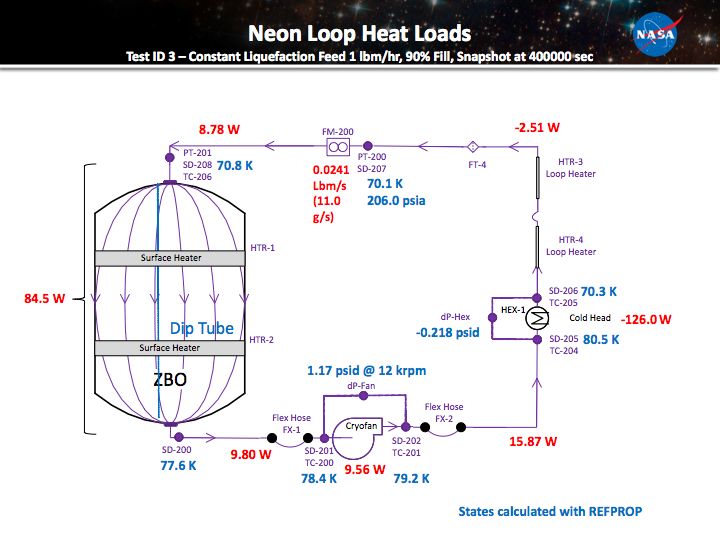 Neon Loop Heat Loads
Test ID 3 – Constant Liquefaction Feed 1 lbm/hr, 90% Fill, Snapshot at 400000 sec
NASA
8.78 W
FM-200
-2.51 W
PT-201
SD-208
TC-206
70.8 K
0.0241
Lbm/s
(11.0
g/s)
PT-200
SD-207
70.1 K
206.0 psia
FT-4
HTR-3
Loop Heater
HTR-1
Surface Heater
HTR-4
Loop Heater
84.5 W
SD-206
TC-205
70.3 K
HEX-1
Cold Head
-126.0 W
dP-Hex
-0.218 psid
SD-205
TC-204
80.5 K
Dip Tube
HTR-2
Surface Heater
ZBO
1.17 psid @ 12 krpm
dP-Fan
Flex Hose
FX-1
Cryofan
Flex Hose
FX-2
SD-200
77.6 K
9.80 W
SD-201
TC-200
78.4 K
9.56 W
SD-202
TC-201
79.2 K
15.87 W
States calculated with REFPROP